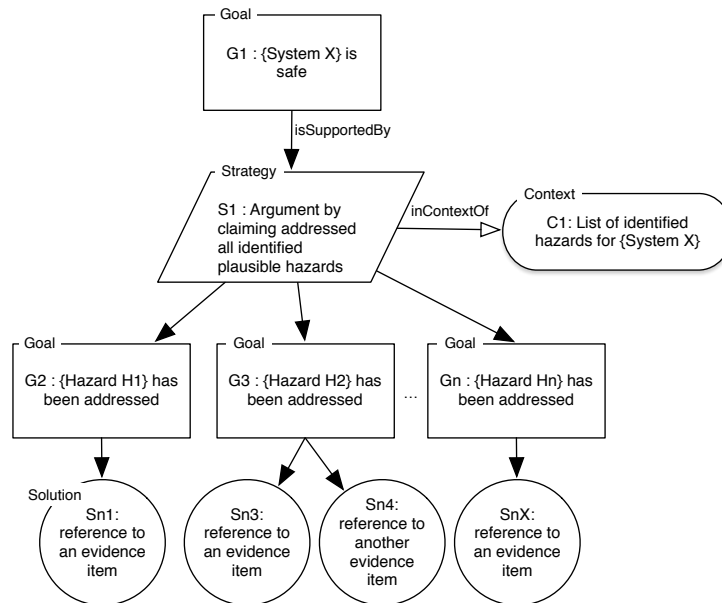 Goal
G1 : {System X} is
safe
isSupportedBy
Strategy
S1 : Argument by
claiming addressed
all identified
plausible hazards
inContextOf
Context
C1: List of identified
hazards for {System X}
Goal
G2 : {Hazard H1} has
been addressed
Goal
G3 : {Hazard H2} has
been addressed
...
Goal
Gn : {Hazard Hn} has
been addressed
Solution
Sn1:
reference to
an evidence
item
Sn3:
reference to
an evidence
item
Sn4:
reference to
another
evidence
item
SnX:
reference to
an evidence
item